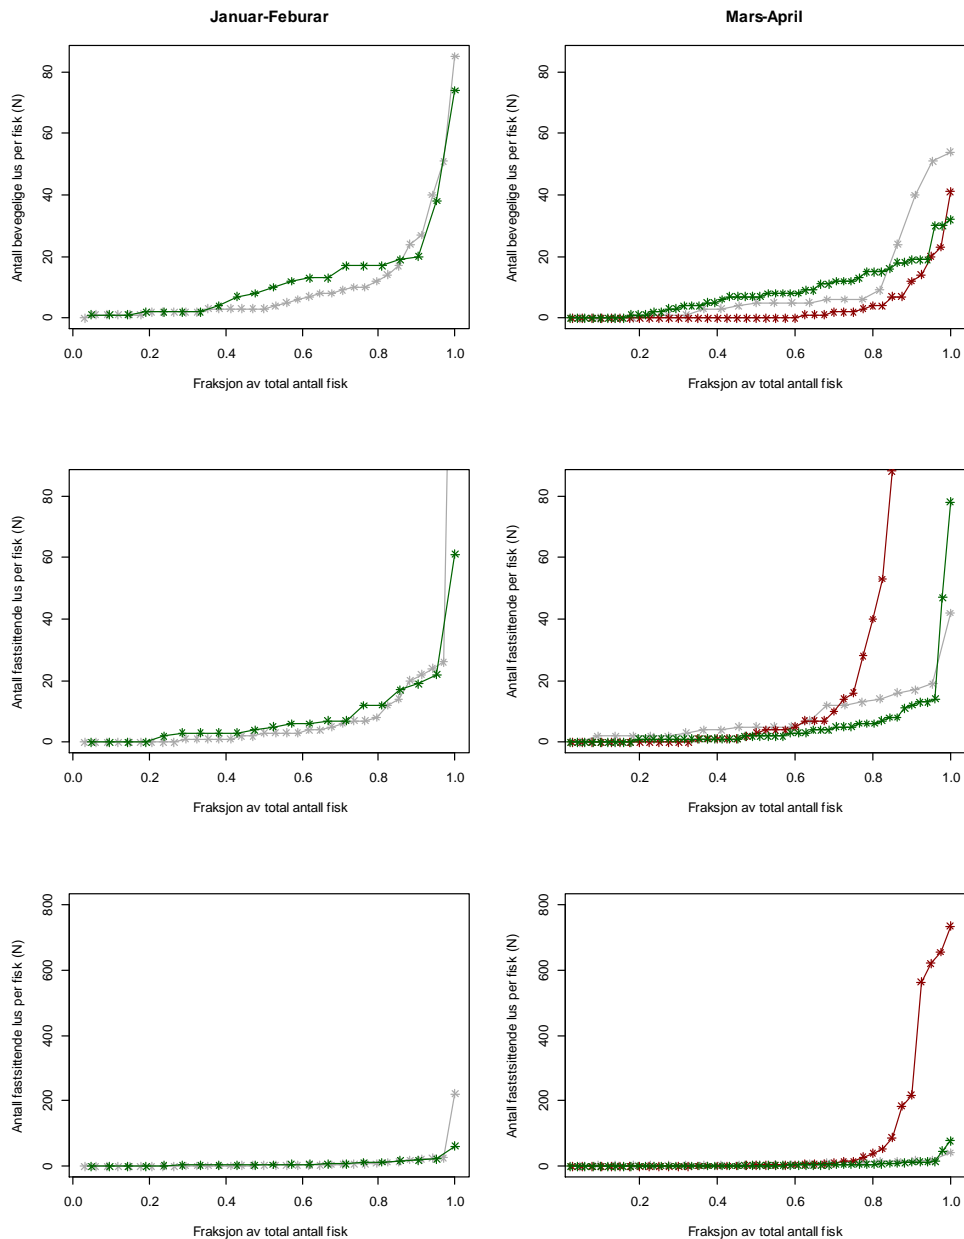 Januar-Feburar
Mars-April
Antall bevegelige lus per fisk (N)
0 20 40 60 80
0.0 0.2 0.4 0.6 0.8 1.0
Fraksjon av total antall fisk
Antall bevegelige lus per fisk (N)
0 20 40 60 80
0.2 0.4 0.6 0.8 1.0
Fraksjon av total antall fisk
Antall fastsittende lus per fisk (N)
0 20 40 60 80
0.0 0.2 0.4 0.6 0.8 1.0
Fraksjon av total antall fisk
Antall fastsittende per fisk (N)
0 20 40 60 80
0.2 0.4 0.6 0.8 1.0
Fraksjon av total antall fisk
Antall fastsittende lus per fisk (N)
0 200 400 600 800
0.0 0.2 0.4 0.6 0.8 1.0
Fraksjon av total antall fisk
Antall faststsittende lus per fisk (N)
0 200 400 600 800
0.2 0.4 0.6 0.8 1.0
Fraksjon av total antall fisk